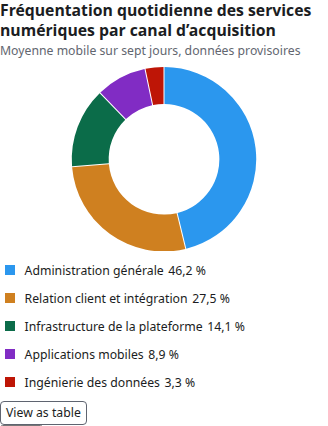 Fréquentation quotidienne des services
numériques par canal d’acquisition
Moyenne mobile sur sept jours, données provisoires
Administration générale 46,2 %
Relation client et intégration 27,5 %
Infrastructure de la plateforme 14,1 %
Applications mobiles 8,9 %
Ingénierie des données 3,3 %
View as table